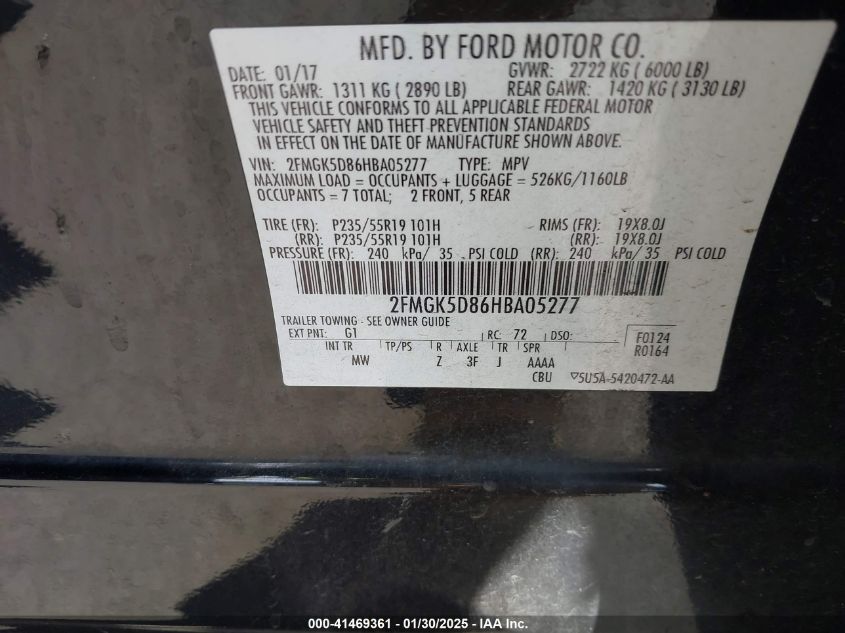 MFD. BY FORD MOTOR CO.
DATE: 01/17 GVWR: 2722 KG ( 6000 LB)
FRONT GAWR: 1311 KG ( 2890 LB) REAR GAWR: 1420 KG ( 3130 LB)
THIS VEHICLE CONFORMS TO ALL APPLICABLE FEDERAL MOTOR
VEHICLE SAFETY AND THEFT PREVENTION STANDARDS
IN EFFECT ON THE DATE OF MANUFACTURE SHOWN ABOVE.
VIN: 2FMGK5D86HBA05277 TYPE: MPV
MAXIMUM LOAD = OCCUPANTS + LUGGAGE = 526KG/1160LB
OCCUPANTS = 7 TOTAL; 2 FRONT, 5 REAR
TIRE (FR): P235/55R19 101H RIMS (FR): 19X8.0J
(RR): P235/55R19 101H (RR): 19X8.0J
PRESSURE (FR): 240 kPa/ 35 PSI COLD (RR): 240 kPa/ 35 PSI COLD
2FMGK5D86HBA05277
TRAILER TOWING - SEE OWNER GUIDE
EXT PNT: G1 RC: 72 DSO: F0124
INT TR TP/PS R AXLE TR SPR R0164
MW Z 3F J AAAA
CBU ▽5U5A-5420472-AA
000-41469361 - 01/30/2025 - IAA Inc.